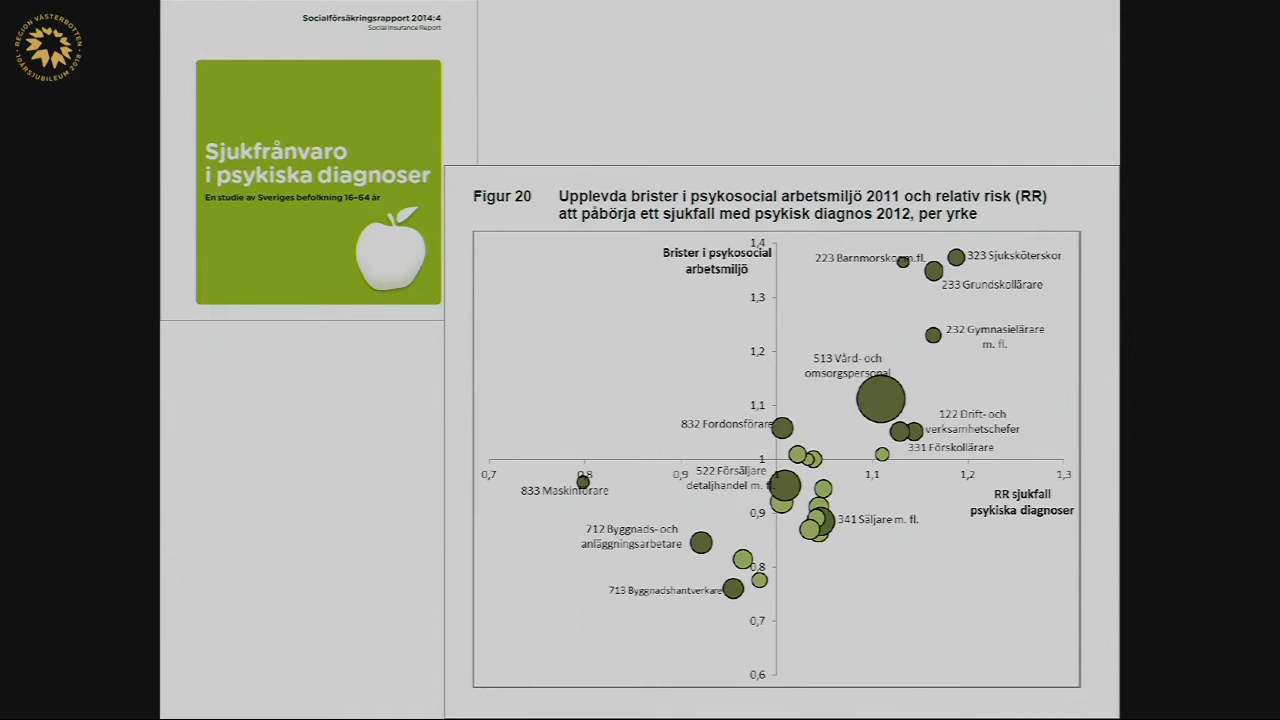 REGION VÄSTERBOTTEN
10 ÅRSJUBILEUM 2018
Socialförsäkringsrapport 2014:4
Social Insurance Report
Sjukfrånvaro
i psykiska diagnoser
En studie av Sveriges befolkning 16–64 år
Figur 20 Upplevda brister i psykosocial arbetsmiljö 2011 och relativ risk (RR)
att påbörja ett sjukfall med psykisk diagnos 2012, per yrke
1,4
Brister i psykosocial
arbetsmiljö
223 Barnmorskor m.fl.
323 Sjuksköterskor
233 Grundskollärare
1,3
232 Gymnasielärare
m. fl.
1,2
513 Vård- och
omsorgspersonal
1,1
122 Drift- och
verksamhetschefer
832 Fordonsförare
331 Förskollärare
1
0,7
0,8
0,9
1,1
1,2
1,3
522 Försäljare
detaljhandel m. fl.
833 Maskinförare
RR sjukfall
psykiska diagnoser
0,9
341 Säljare m. fl.
712 Byggnads- och
anläggningsarbetare
0,8
713 Byggnadshantverkare
0,7
0,6